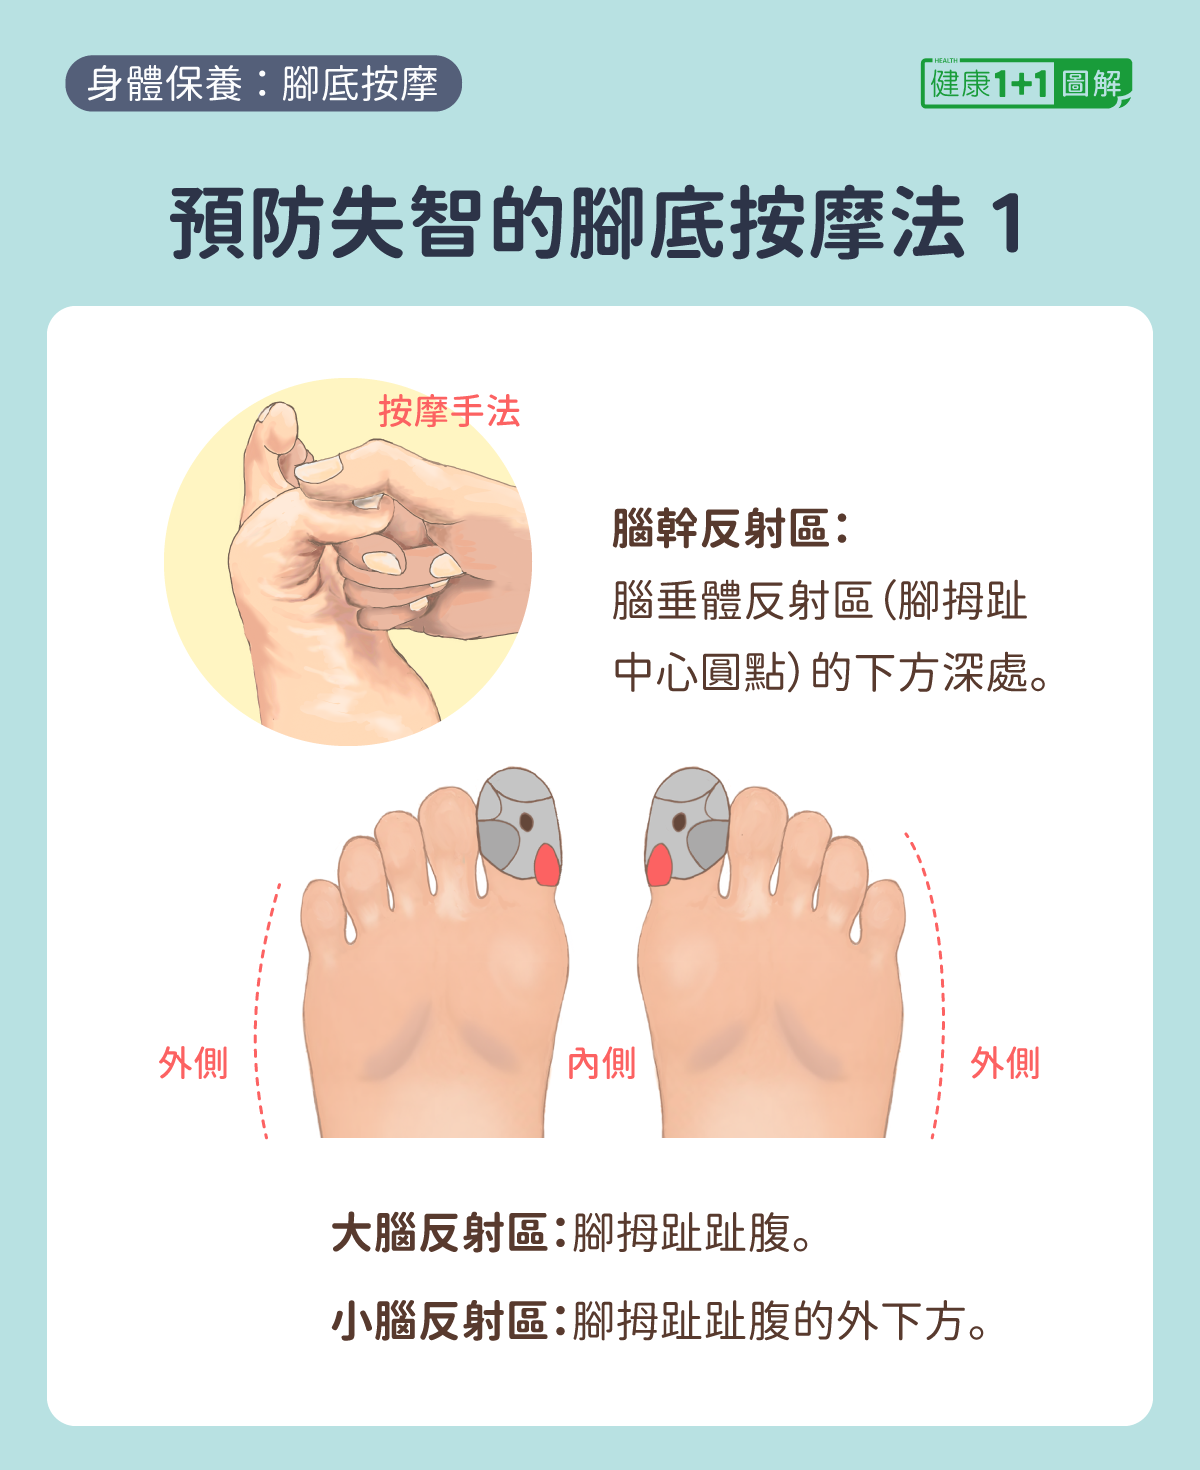 身體保養：腳底按摩
HEALTH
健康1+1 圖解
預防失智的腳底按摩法 1
按摩手法
腦幹反射區：
腦垂體反射區（腳拇趾
中心圓點）的下方深處。
外側
內側
外側
大腦反射區：腳拇趾趾腹。
小腦反射區：腳拇趾趾腹的外下方。